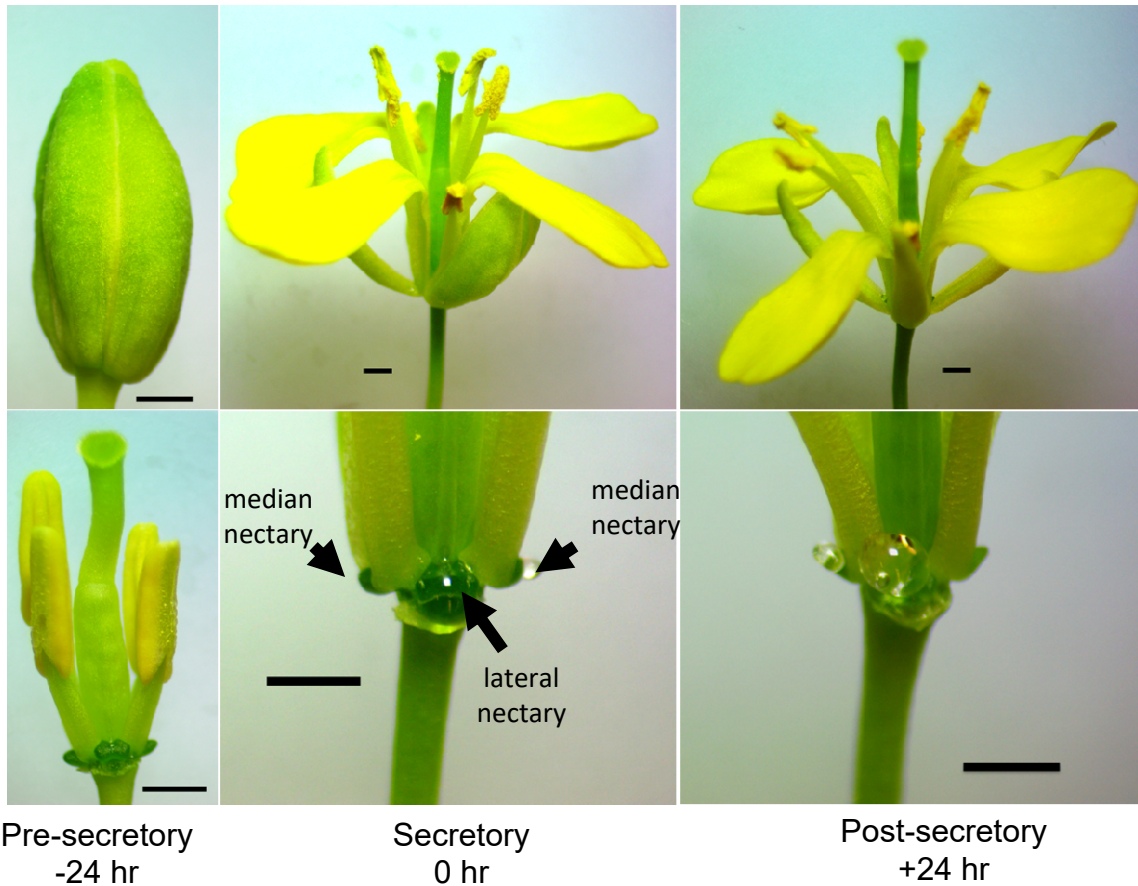 median
nectary
median
nectary
lateral
nectary
Pre-secretory
-24 hr
Secretory
0 hr
Post-secretory
+24 hr